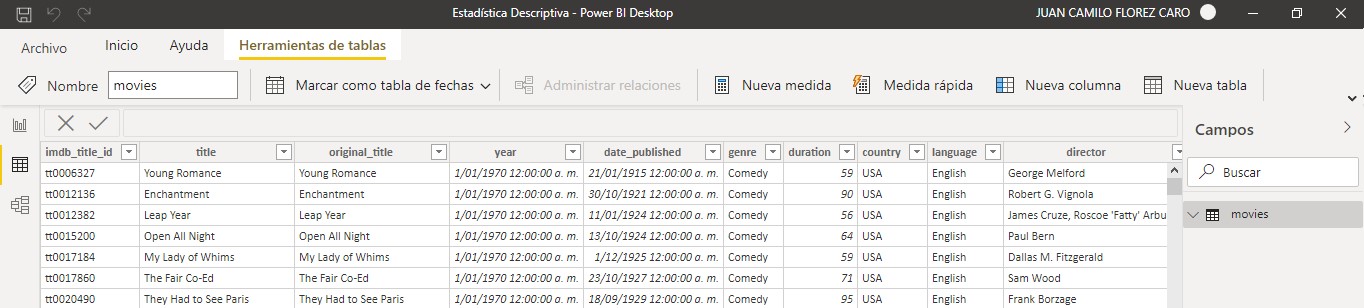 Estadística Descriptiva - Power BI Desktop
JUAN CAMILO FLOREZ CARO
Archivo Inicio Ayuda Herramientas de tablas
Nombre movies Marcar como tabla de fechas Administrar relaciones Nueva medida Medida rápida Nueva columna Nueva tabla
Campos
Buscar
movies
imdb_title_id title original_title year date_published genre duration country language director
tt0006327 Young Romance Young Romance 1/01/1970 12:00:00 a. m. 21/01/1915 12:00:00 a. m. Comedy 59 USA English George Melford
tt0012136 Enchantment Enchantment 1/01/1970 12:00:00 a. m. 30/10/1921 12:00:00 a. m. Comedy 90 USA English Robert G. Vignola
tt0012382 Leap Year Leap Year 1/01/1970 12:00:00 a. m. 11/01/1924 12:00:00 a. m. Comedy 56 USA English James Cruze, Roscoe 'Fatty' Arbu
tt0015200 Open All Night Open All Night 1/01/1970 12:00:00 a. m. 13/10/1924 12:00:00 a. m. Comedy 64 USA English Paul Bern
tt0017184 My Lady of Whims My Lady of Whims 1/01/1970 12:00:00 a. m. 1/12/1925 12:00:00 a. m. Comedy 59 USA English Dallas M. Fitzgerald
tt0017860 The Fair Co-Ed The Fair Co-Ed 1/01/1970 12:00:00 a. m. 23/10/1927 12:00:00 a. m. Comedy 71 USA English Sam Wood
tt0020490 They Had to See Paris They Had to See Paris 1/01/1970 12:00:00 a. m. 18/09/1929 12:00:00 a. m. Comedy 95 USA English Frank Borzage